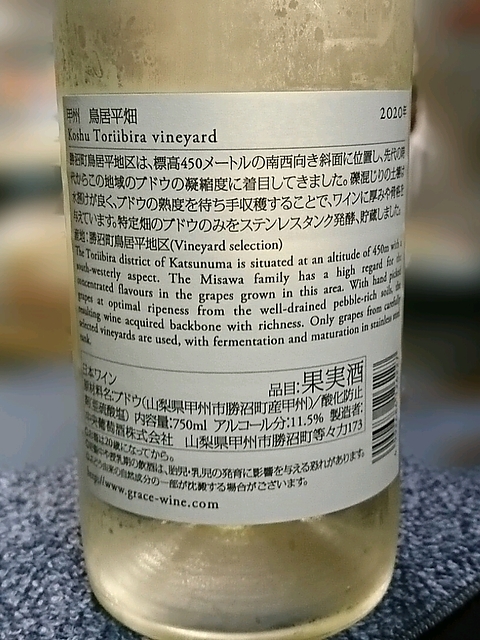 甲州 鳥居平畑 2020年
Koshu Toriibira vineyard
勝沼町鳥居平地区は、標高450メートルの南西向き斜面に位置し、先代の時
代からこの地域のブドウの凝縮度に着目してきました。礫混じりの土壌は
水捌けが良く、ブドウの熟度を待ち手収穫することで、ワインに厚みや骨格を
与えています。特定畑のブドウのみをステンレスタンク発酵、貯蔵しました。
産地:勝沼町鳥居平地区(Vineyard selection)
The Toriibira district of Katsunuma is situated at an altitude of 450m with a
south-westerly aspect. The Misawa family has a high regard for the
concentrated flavours in the grapes grown in this area. With hand picked
grapes at optimal ripeness from the well-drained pebble-rich soils, the
resulting wine acquired backbone with richness. Only grapes from carefully
selected vineyards are used, with fermentation and maturation in stainless steel
tank.
日本ワイン 品目:果実酒
原材料名:ブドウ(山梨県甲州市勝沼町産甲州)/酸化防止
剤(亜硫酸塩) 内容量:750ml アルコール分:11.5% 製造者:
中央葡萄酒株式会社 山梨県甲州市勝沼町等々力173
お酒は20歳になってから。
妊娠中や授乳期の飲酒は、胎児・乳児の発育に影響を与える恐れがあります。
ぶどう由来の自然成分の一部が沈澱する場合がございます。
http://www.grace-wine.com